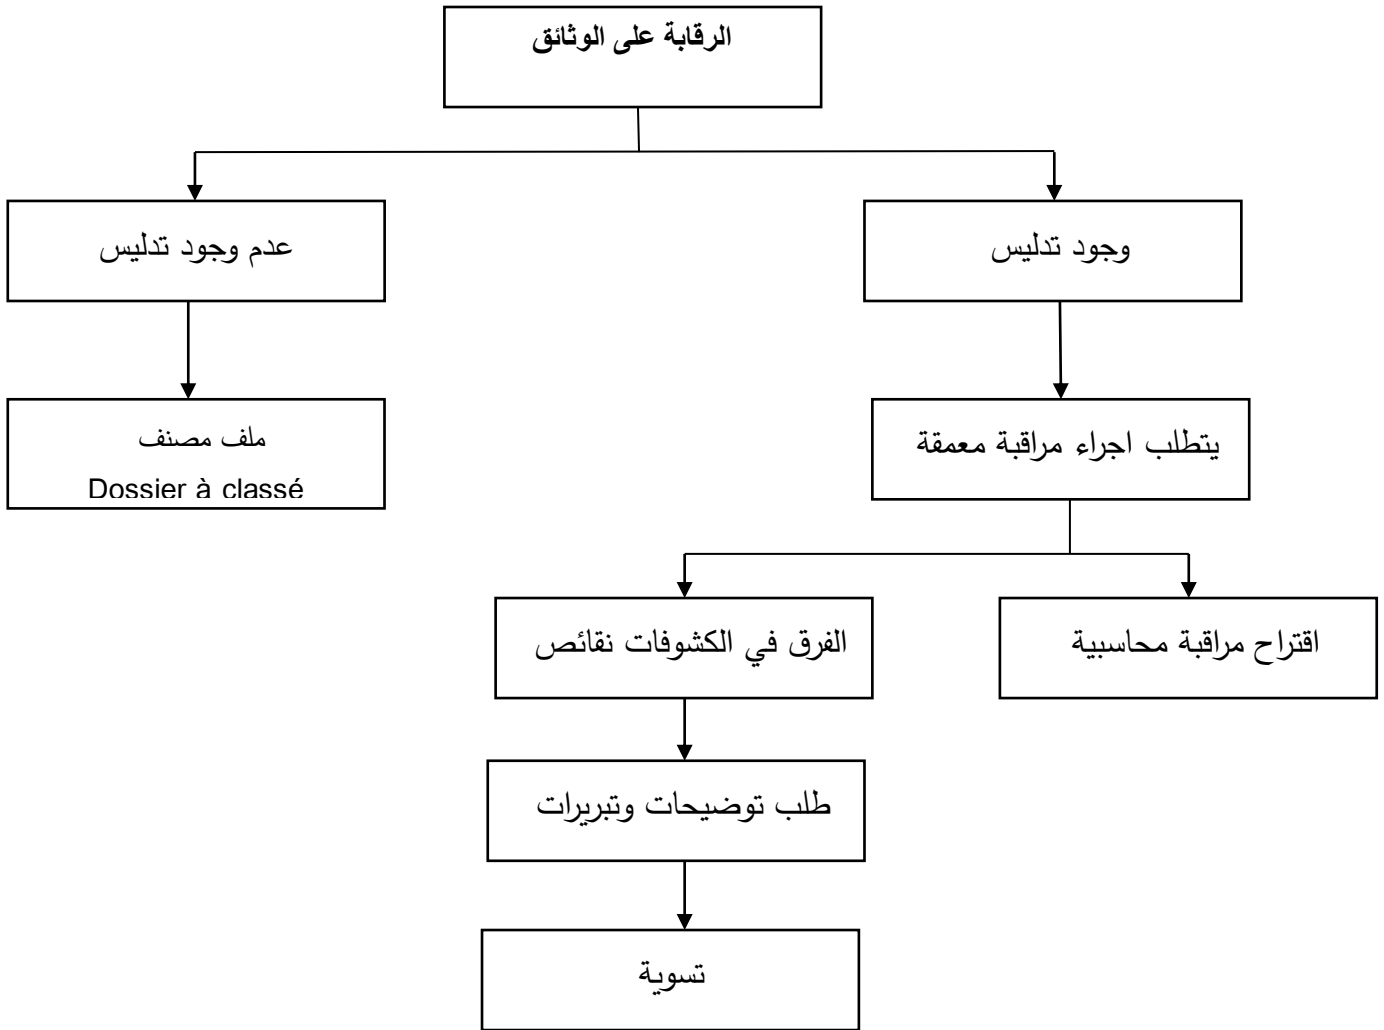 الرقابة على الوثائق
وجود تدليس
عدم وجود تدليس
يتطلب اجراء مراقبة معمقة
ملف مصنف
Dossier à classé
اقتراح مراقبة محاسبية
الفرق في الكشوفات نقائص
طلب توضيحات وتبريرات
تسوية